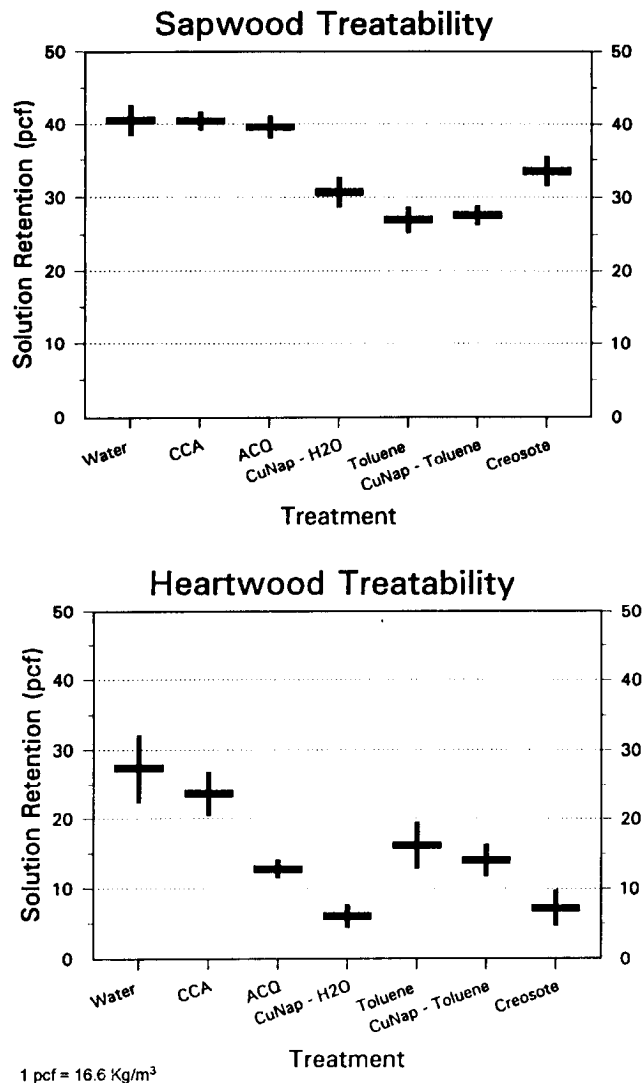 Sapwood Treatability
50 50
40 40
30 30
20 20
10 10
0 0
Solution Retention (pcf)
Water CCA ACQ CuNap - H2O Toluene CuNap - Toluene Creosote
Treatment
Heartwood Treatability
50 50
40 40
30 30
20 20
10 10
0 0
Solution Retention (pcf)
Water CCA ACQ CuNap - H2O Toluene CuNap - Toluene Creosote
Treatment
1 pcf = 16.6 Kg/m³